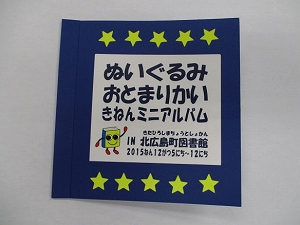 ぬいぐるみ
おとまりかい
きねんミニアルバム
きたひろしまちょうとしょかん
IN 北広島町図書館
2015ねん12がつ5にち～12にち